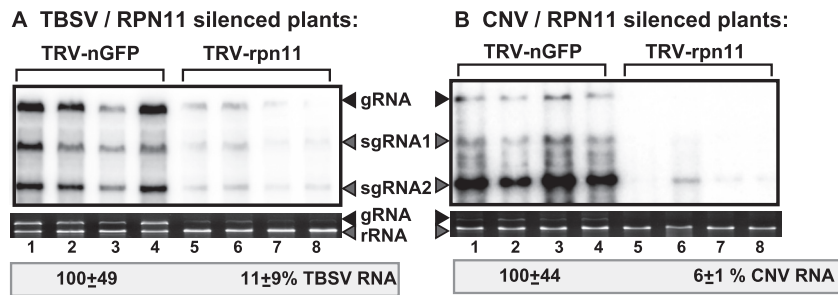 A TBSV / RPN11 silenced plants:
TRV-nGFP TRV-rpn11
gRNA
sgRNA1
sgRNA2
gRNA
rRNA
1 2 3 4 5 6 7 8
100±49 11±9% TBSV RNA
B CNV / RPN11 silenced plants:
TRV-nGFP TRV-rpn11
1 2 3 4 5 6 7 8
100±44 6±1 % CNV RNA